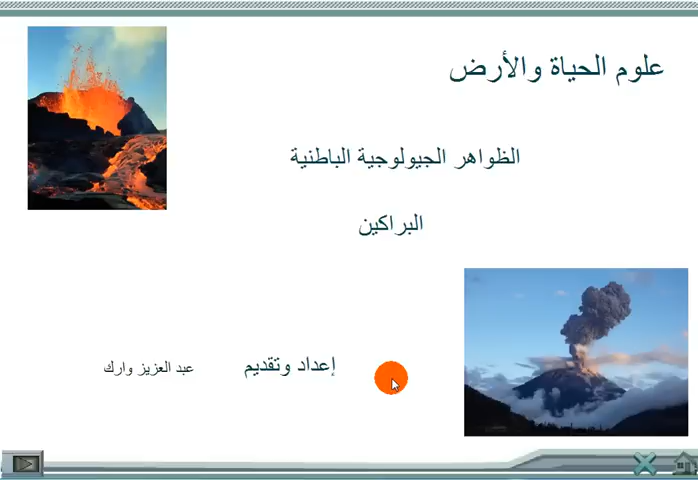 علوم الحياة والأرض
الظواهر الجيولوجية الباطنية
البراكين
إعداد وتقديم عبد العزيز وارك